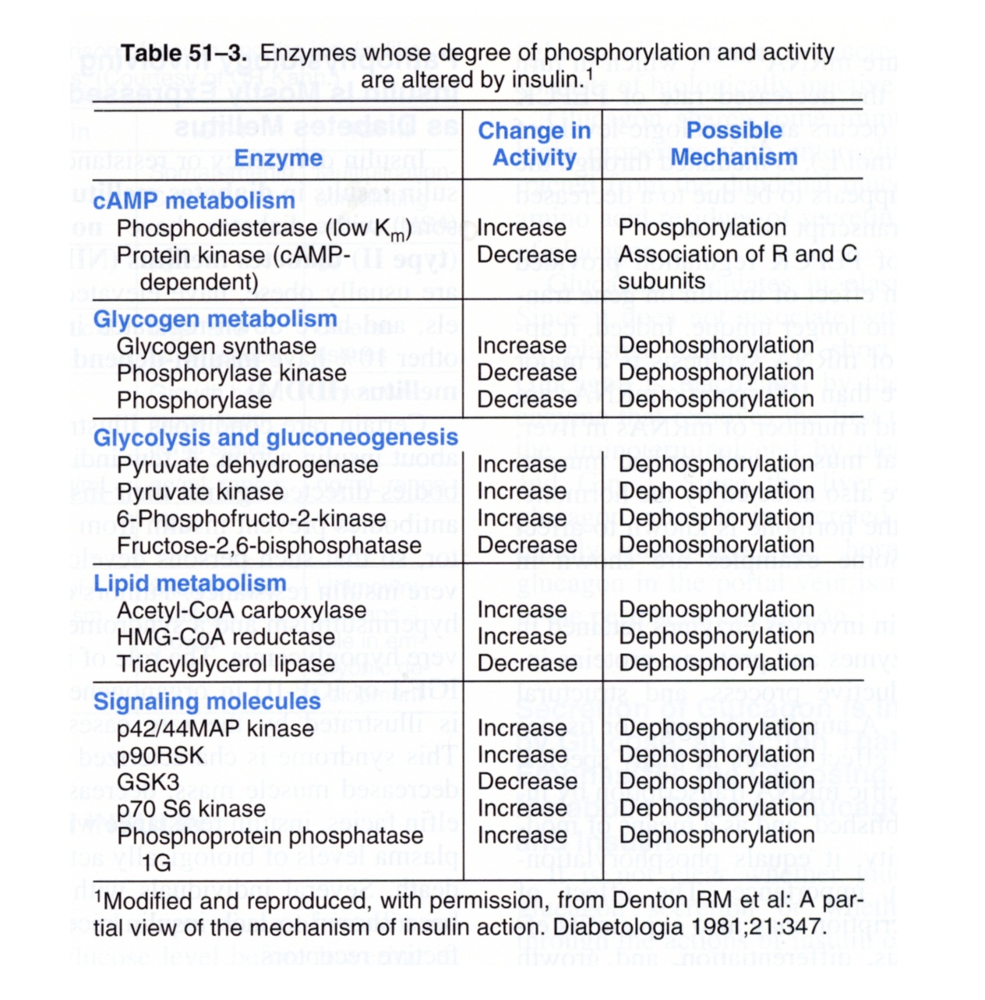 Table 51–3. Enzymes whose degree of phosphorylation and activity
are altered by insulin.1
Enzyme Change in Activity Possible Mechanism
cAMP metabolism
Phosphodiesterase (low Km) Increase Phosphorylation
Protein kinase (cAMP- Decrease Association of R and C
dependent) subunits
Glycogen metabolism
Glycogen synthase Increase Dephosphorylation
Phosphorylase kinase Decrease Dephosphorylation
Phosphorylase Decrease Dephosphorylation
Glycolysis and gluconeogenesis
Pyruvate dehydrogenase Increase Dephosphorylation
Pyruvate kinase Increase Dephosphorylation
6-Phosphofructo-2-kinase Increase Dephosphorylation
Fructose-2,6-bisphosphatase Decrease Dephosphorylation
Lipid metabolism
Acetyl-CoA carboxylase Increase Dephosphorylation
HMG-CoA reductase Increase Dephosphorylation
Triacylglycerol lipase Decrease Dephosphorylation
Signaling molecules
p42/44MAP kinase Increase Dephosphorylation
p90RSK Increase Dephosphorylation
GSK3 Decrease Dephosphorylation
p70 S6 kinase Increase Dephosphorylation
Phosphoprotein phosphatase Increase Dephosphorylation
1G
1Modified and reproduced, with permission, from Denton RM et al: A par-
tial view of the mechanism of insulin action. Diabetologia 1981;21:347.